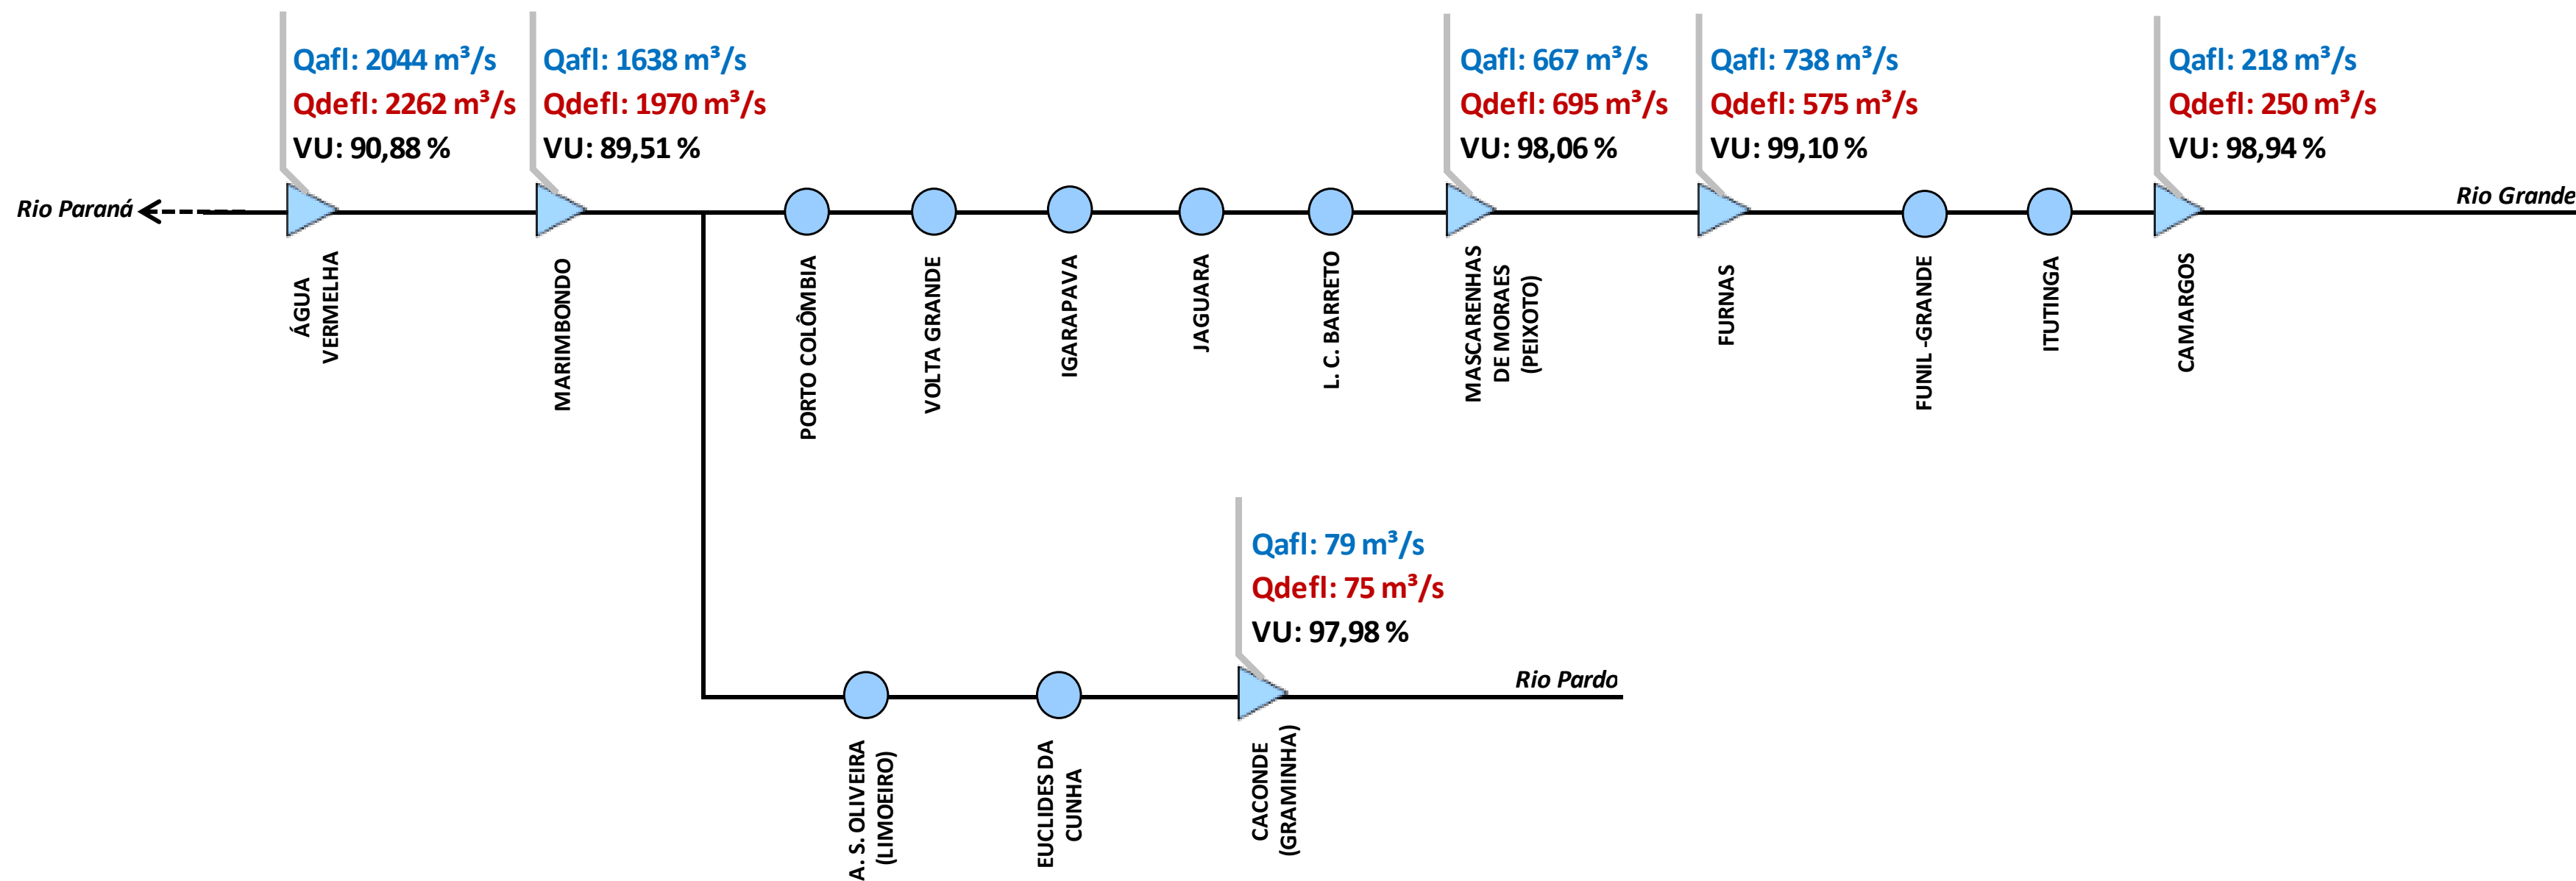 Qafl: 2044 m³/s
Qdefl: 2262 m³/s
VU: 90,88 %
Qafl: 1638 m³/s
Qdefl: 1970 m³/s
VU: 89,51 %
Qafl: 667 m³/s
Qdefl: 695 m³/s
VU: 98,06 %
Qafl: 738 m³/s
Qdefl: 575 m³/s
VU: 99,10 %
Qafl: 218 m³/s
Qdefl: 250 m³/s
VU: 98,94 %
Rio Paraná
Rio Grande
ÁGUA
VERMELHA
MARIMBONDO
PORTO COLÔMBIA
VOLTA GRANDE
IGARAPAVA
JAGUARA
L. C. BARRETO
MASCARENHAS
DE MORAES
(PEIXOTO)
FURNAS
FUNIL -GRANDE
ITUTINGA
CAMARGOS
Qafl: 79 m³/s
Qdefl: 75 m³/s
VU: 97,98 %
Rio Pardo
A. S. OLIVEIRA
(LIMOEIRO)
EUCLIDES DA
CUNHA
CACONDE
(GRAMINHA)